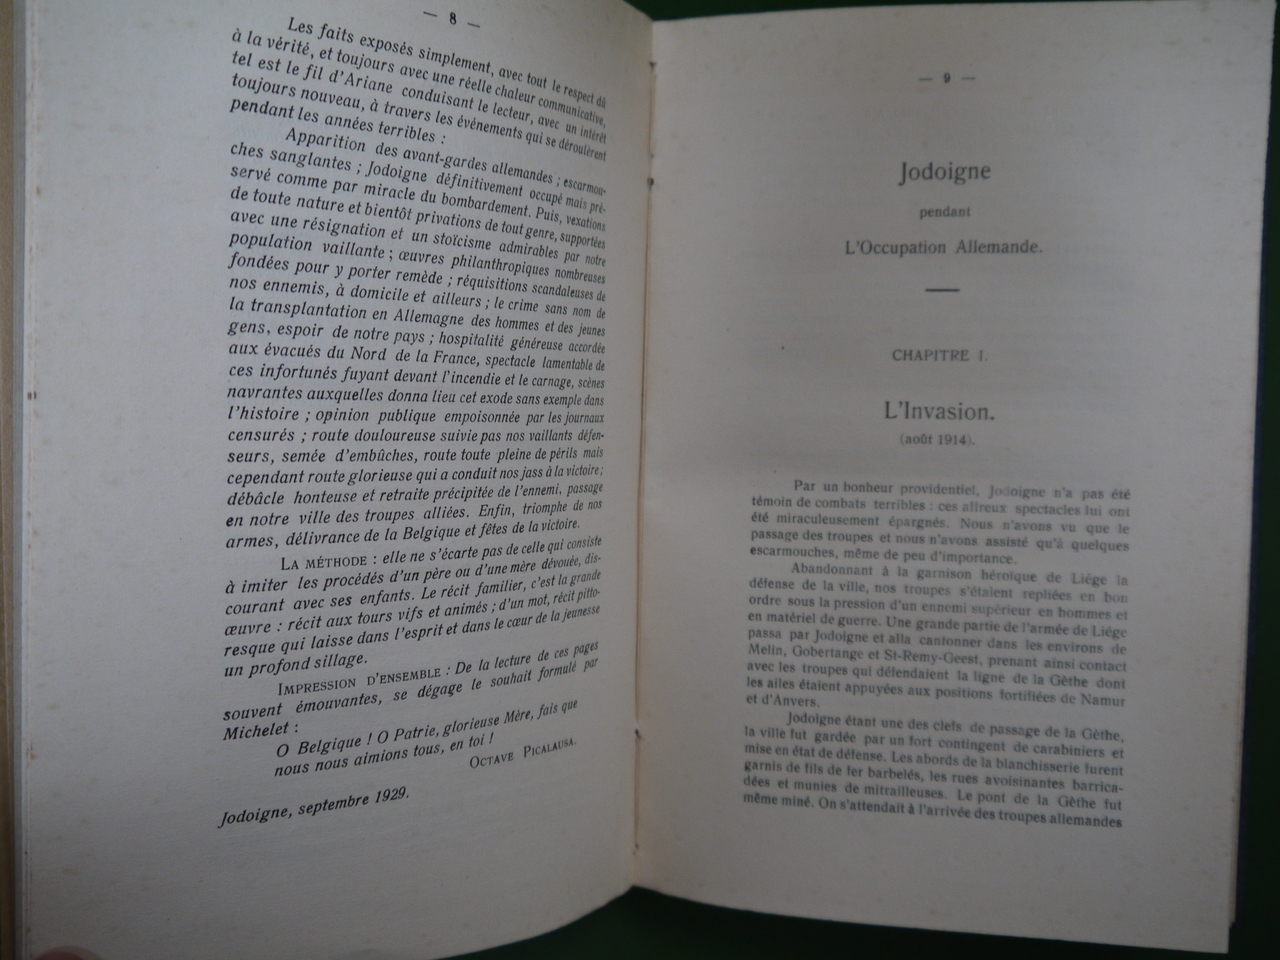 — 8 —
Les faits exposés simplement, avec tout le respect dû
à la vérité, et toujours avec une réelle chaleur communicative,
tel est le fil d'Ariane conduisant le lecteur, avec un intérêt
toujours nouveau, à travers les événements qui se déroulèrent
pendant les années terribles :
Apparition des avant-gardes allemandes ; escarmou-
ches sanglantes ; Jodoigne définitivement occupé mais pré-
servé comme par miracle du bombardement. Puis, vexations
de toute nature et bientôt privations de tout genre, supportées
avec une résignation et un stoïcisme admirables par notre
population vaillante ; œuvres philanthropiques nombreuses
fondées pour y porter remède ; réquisitions scandaleuses de
nos ennemis, à domicile et ailleurs ; le crime sans nom de
la transplantation en Allemagne des hommes et des jeunes
gens, espoir de notre pays ; hospitalité généreuse accordée
aux évacués du Nord de la France, spectacle lamentable de
ces infortunés fuyant devant l'incendie et le carnage, scènes
navrantes auxquelles donna lieu cet exode sans exemple dans
l'histoire ; opinion publique empoisonnée par les journaux
censurés ; route douloureuse suivie pas nos vaillants défen-
seurs, semée d'embûches, route toute pleine de périls mais
cependant route glorieuse qui a conduit nos jass à la victoire ;
débâcle honteuse et retraite précipitée de l'ennemi, passage
en notre ville des troupes alliées. Enfin, triomphe de nos
armes, délivrance de la Belgique et fêtes de la victoire.
LA MÉTHODE : elle ne s'écarte pas de celle qui consiste
à imiter les procédés d'un père ou d'une mère dévouée, dis-
courant avec ses enfants. Le récit familier, c'est la grande
œuvre : récit aux tours vifs et animés ; d'un mot, récit pitto-
resque qui laisse dans l'esprit et dans le cœur de la jeunesse
un profond sillage.
IMPRESSION D'ENSEMBLE : De la lecture de ces pages
souvent émouvantes, se dégage le souhait formulé par
Michelet :
O Belgique ! O Patrie, glorieuse Mère, fais que
nous nous aimions tous, en toi !
OCTAVE PICALAUSA.
Jodoigne, septembre 1929.
— 9 —
Jodoigne
pendant
L'Occupation Allemande.
CHAPITRE I.
L'Invasion.
(août 1914).
Par un bonheur providentiel, Jodoigne n'a pas été
témoin de combats terribles : ces affreux spectacles lui ont
été miraculeusement épargnés. Nous n'avons vu que le
passage des troupes et nous n'avons assisté qu'à quelques
escarmouches, même de peu d'importance.
Abandonnant à la garnison héroïque de Liége la
défense de la ville, nos troupes s'étaient repliées en bon
ordre sous la pression d'un ennemi supérieur en hommes et
en matériel de guerre. Une grande partie de l'armée de Liége
passa par Jodoigne et alla cantonner dans les environs de
Melin, Gobertange et St-Remy-Geest, prenant ainsi contact
avec les troupes qui défendaient la ligne de la Gèthe dont
les ailes étaient appuyées aux positions fortifiées de Namur
et d'Anvers.
Jodoigne étant une des clefs de passage de la Gèthe,
la ville fut gardée par un fort contingent de carabiniers et
mise en état de défense. Les abords de la blanchisserie furent
garnis de fils de fer barbelés, les rues avoisinantes barrica-
dées et munies de mitrailleuses. Le pont de la Gèthe fut
même miné. On s'attendait à l'arrivée des troupes allemandes